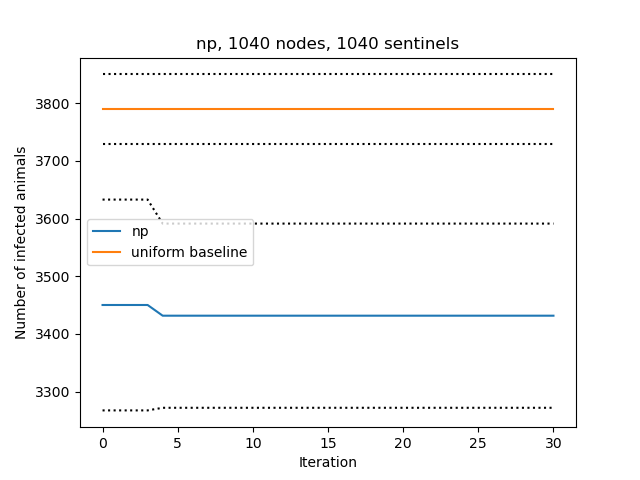 np, 1040 nodes, 1040 sentinels
Number of infected animals
3800
3700
3600
3500
3400
3300
np
uniform baseline
0 5 10 15 20 25 30
Iteration